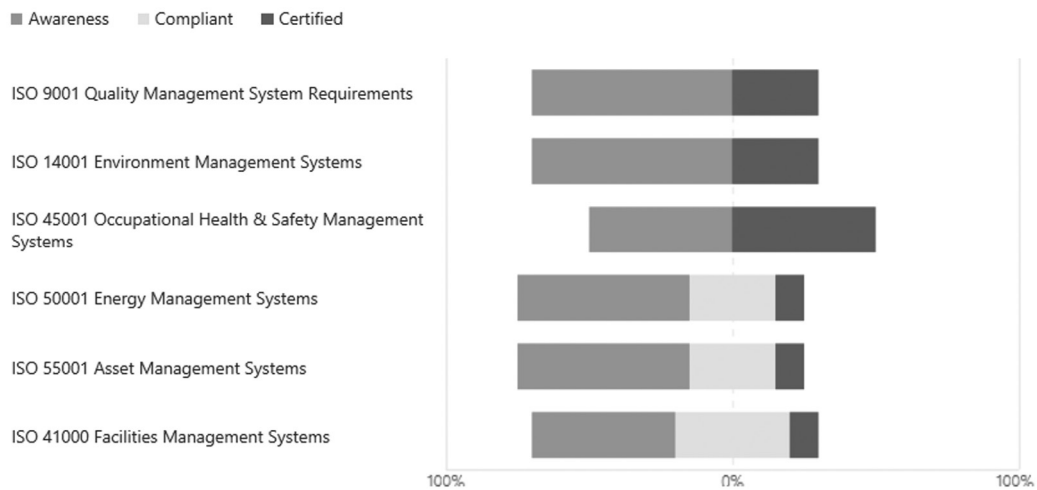 Awareness Compliant Certified
ISO 9001 Quality Management System Requirements
ISO 14001 Environment Management Systems
ISO 45001 Occupational Health & Safety Management
Systems
ISO 50001 Energy Management Systems
ISO 55001 Asset Management Systems
ISO 41000 Facilities Management Systems
100% 0% 100%